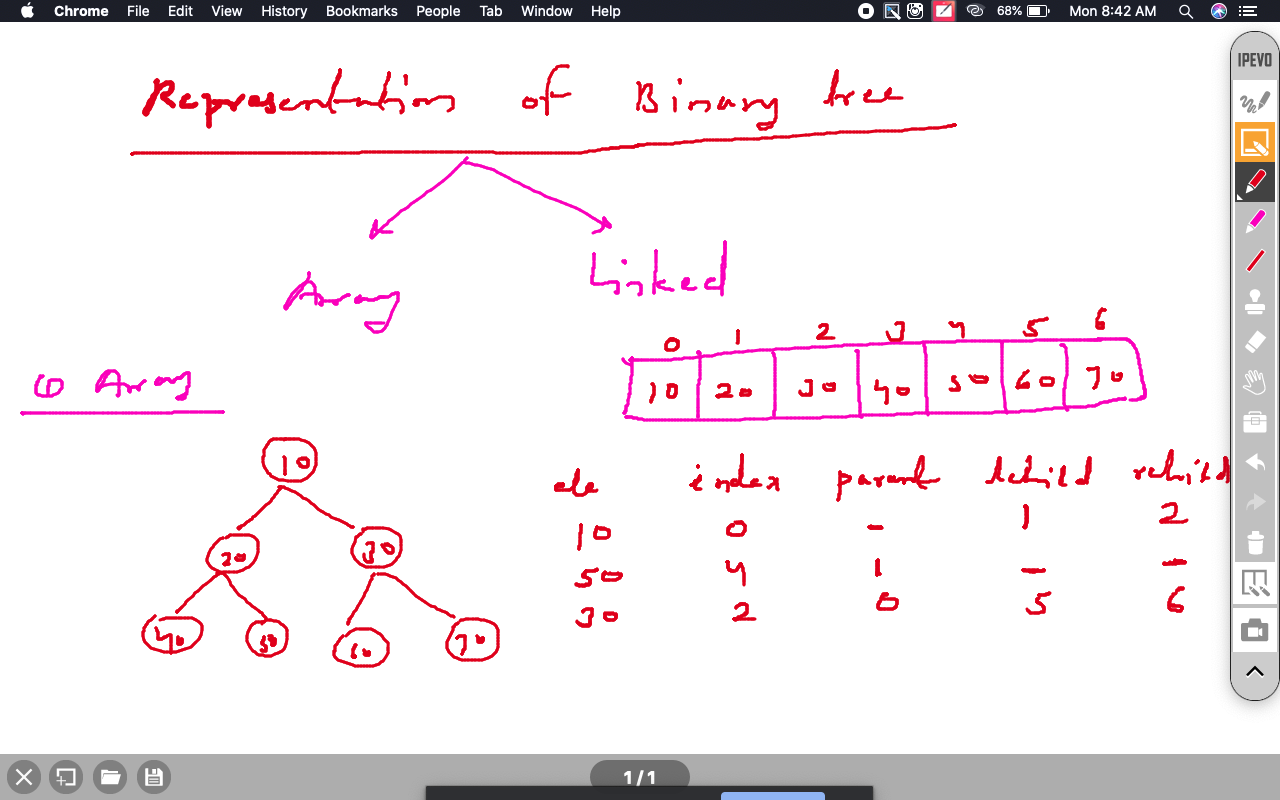 Chrome File Edit View History Bookmarks People Tab Window Help 68% Mon 8:42 AM
IPEVO
Representation of Binary tree
Array Linked
0 1 2 3 4 5 6
10 20 30 40 50 60 70
① Array
10
20 30
40 50 60 70
ele index parent lchild rchild
10 0 - 1 2
50 4 1 - -
30 2 0 5 6
1/1